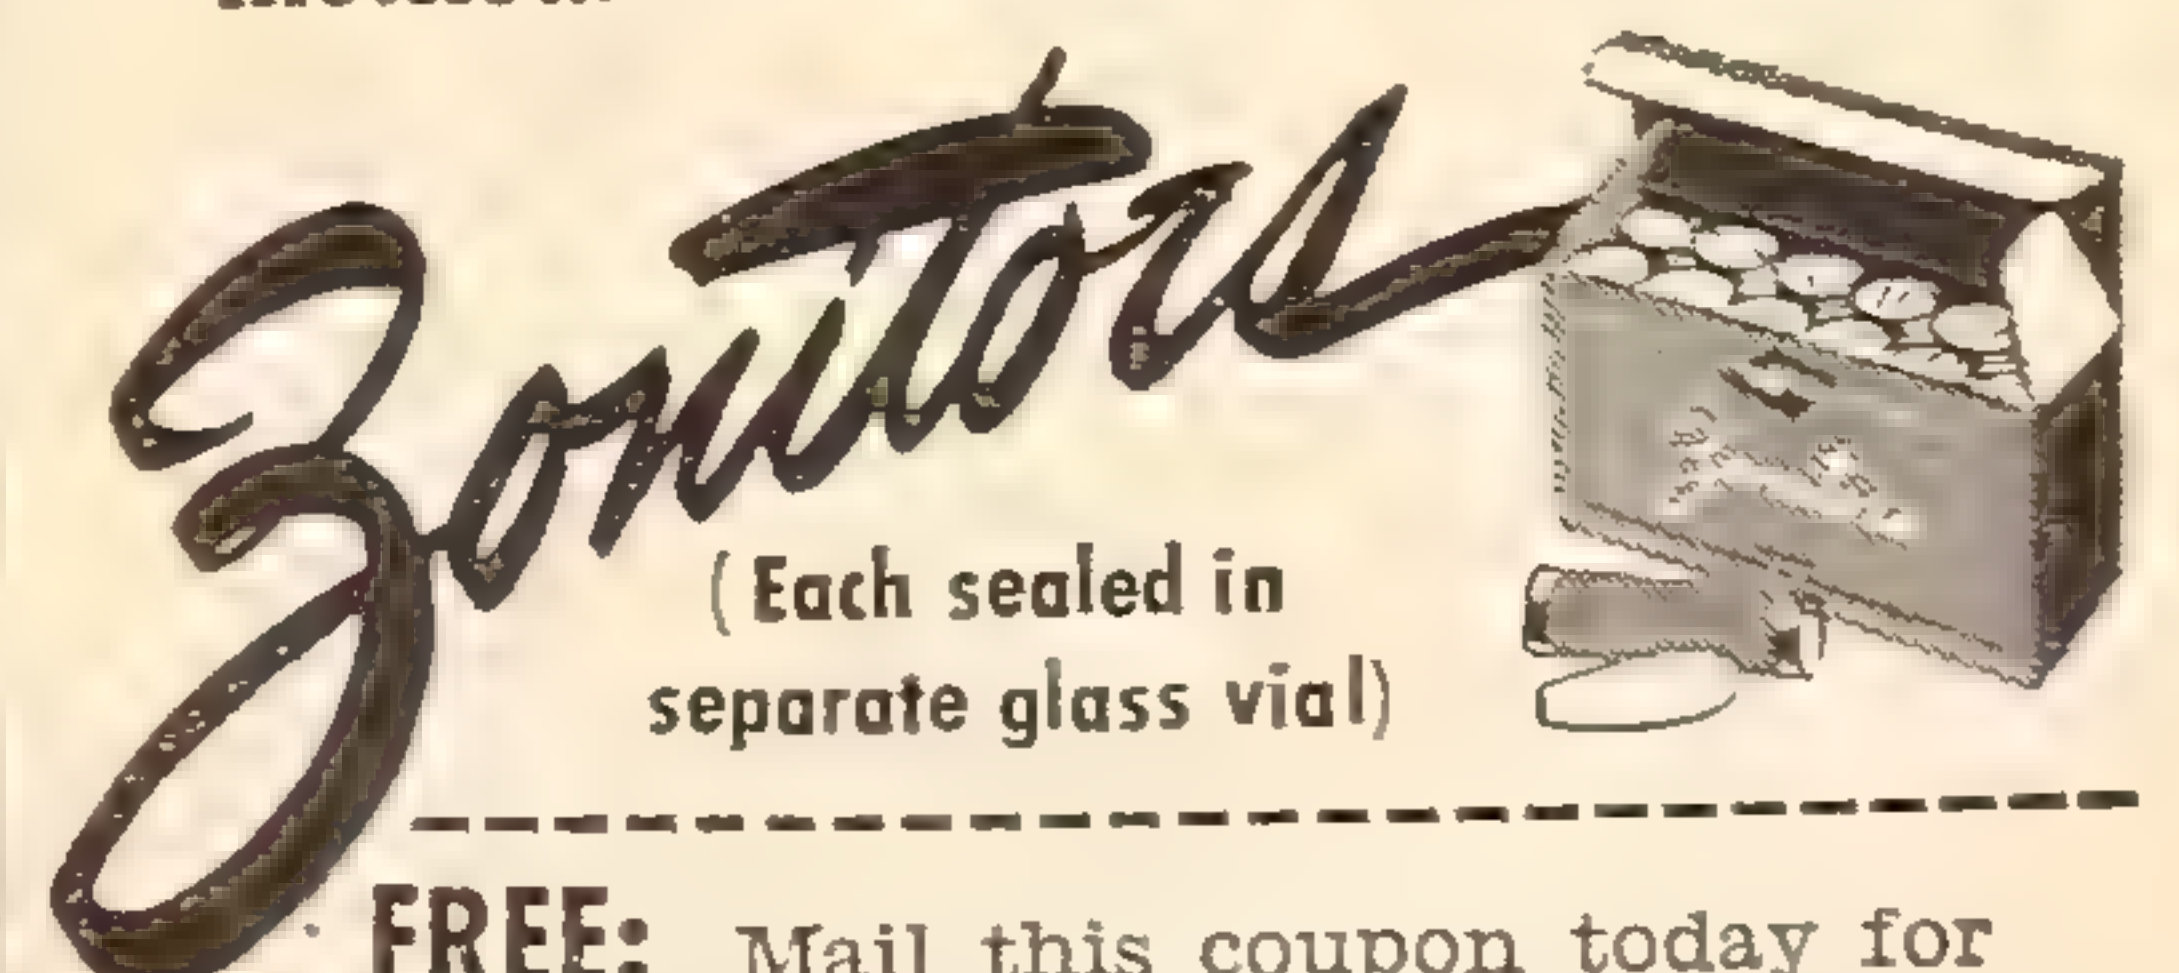 Zonitors
(Each sealed in
separate glass vial)
FREE: Mail this coupon today for